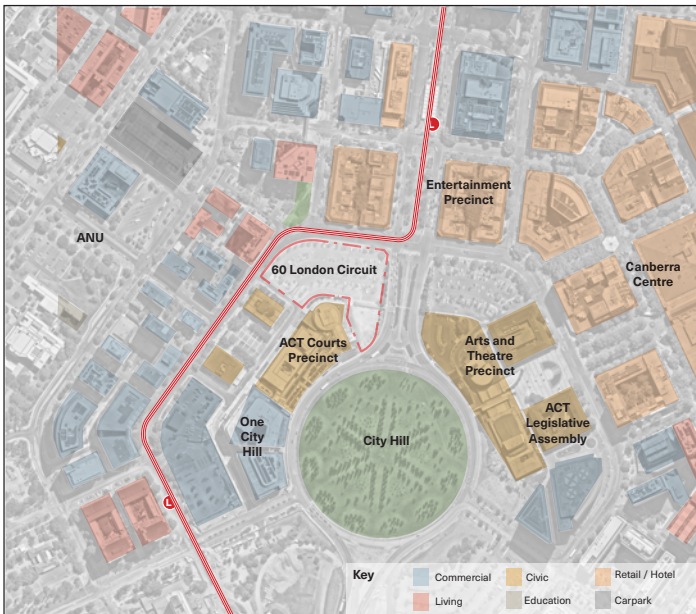 Entertainment
Precinct
ANU
60 London Circuit
Canberra
Centre
ACT Courts
Precinct
Arts and
Theatre
Precinct
ACT
Legislative
Assembly
One
City
Hill
City Hill
L
L
Key
Commercial
Civic
Retail / Hotel
Living
Education
Carpark